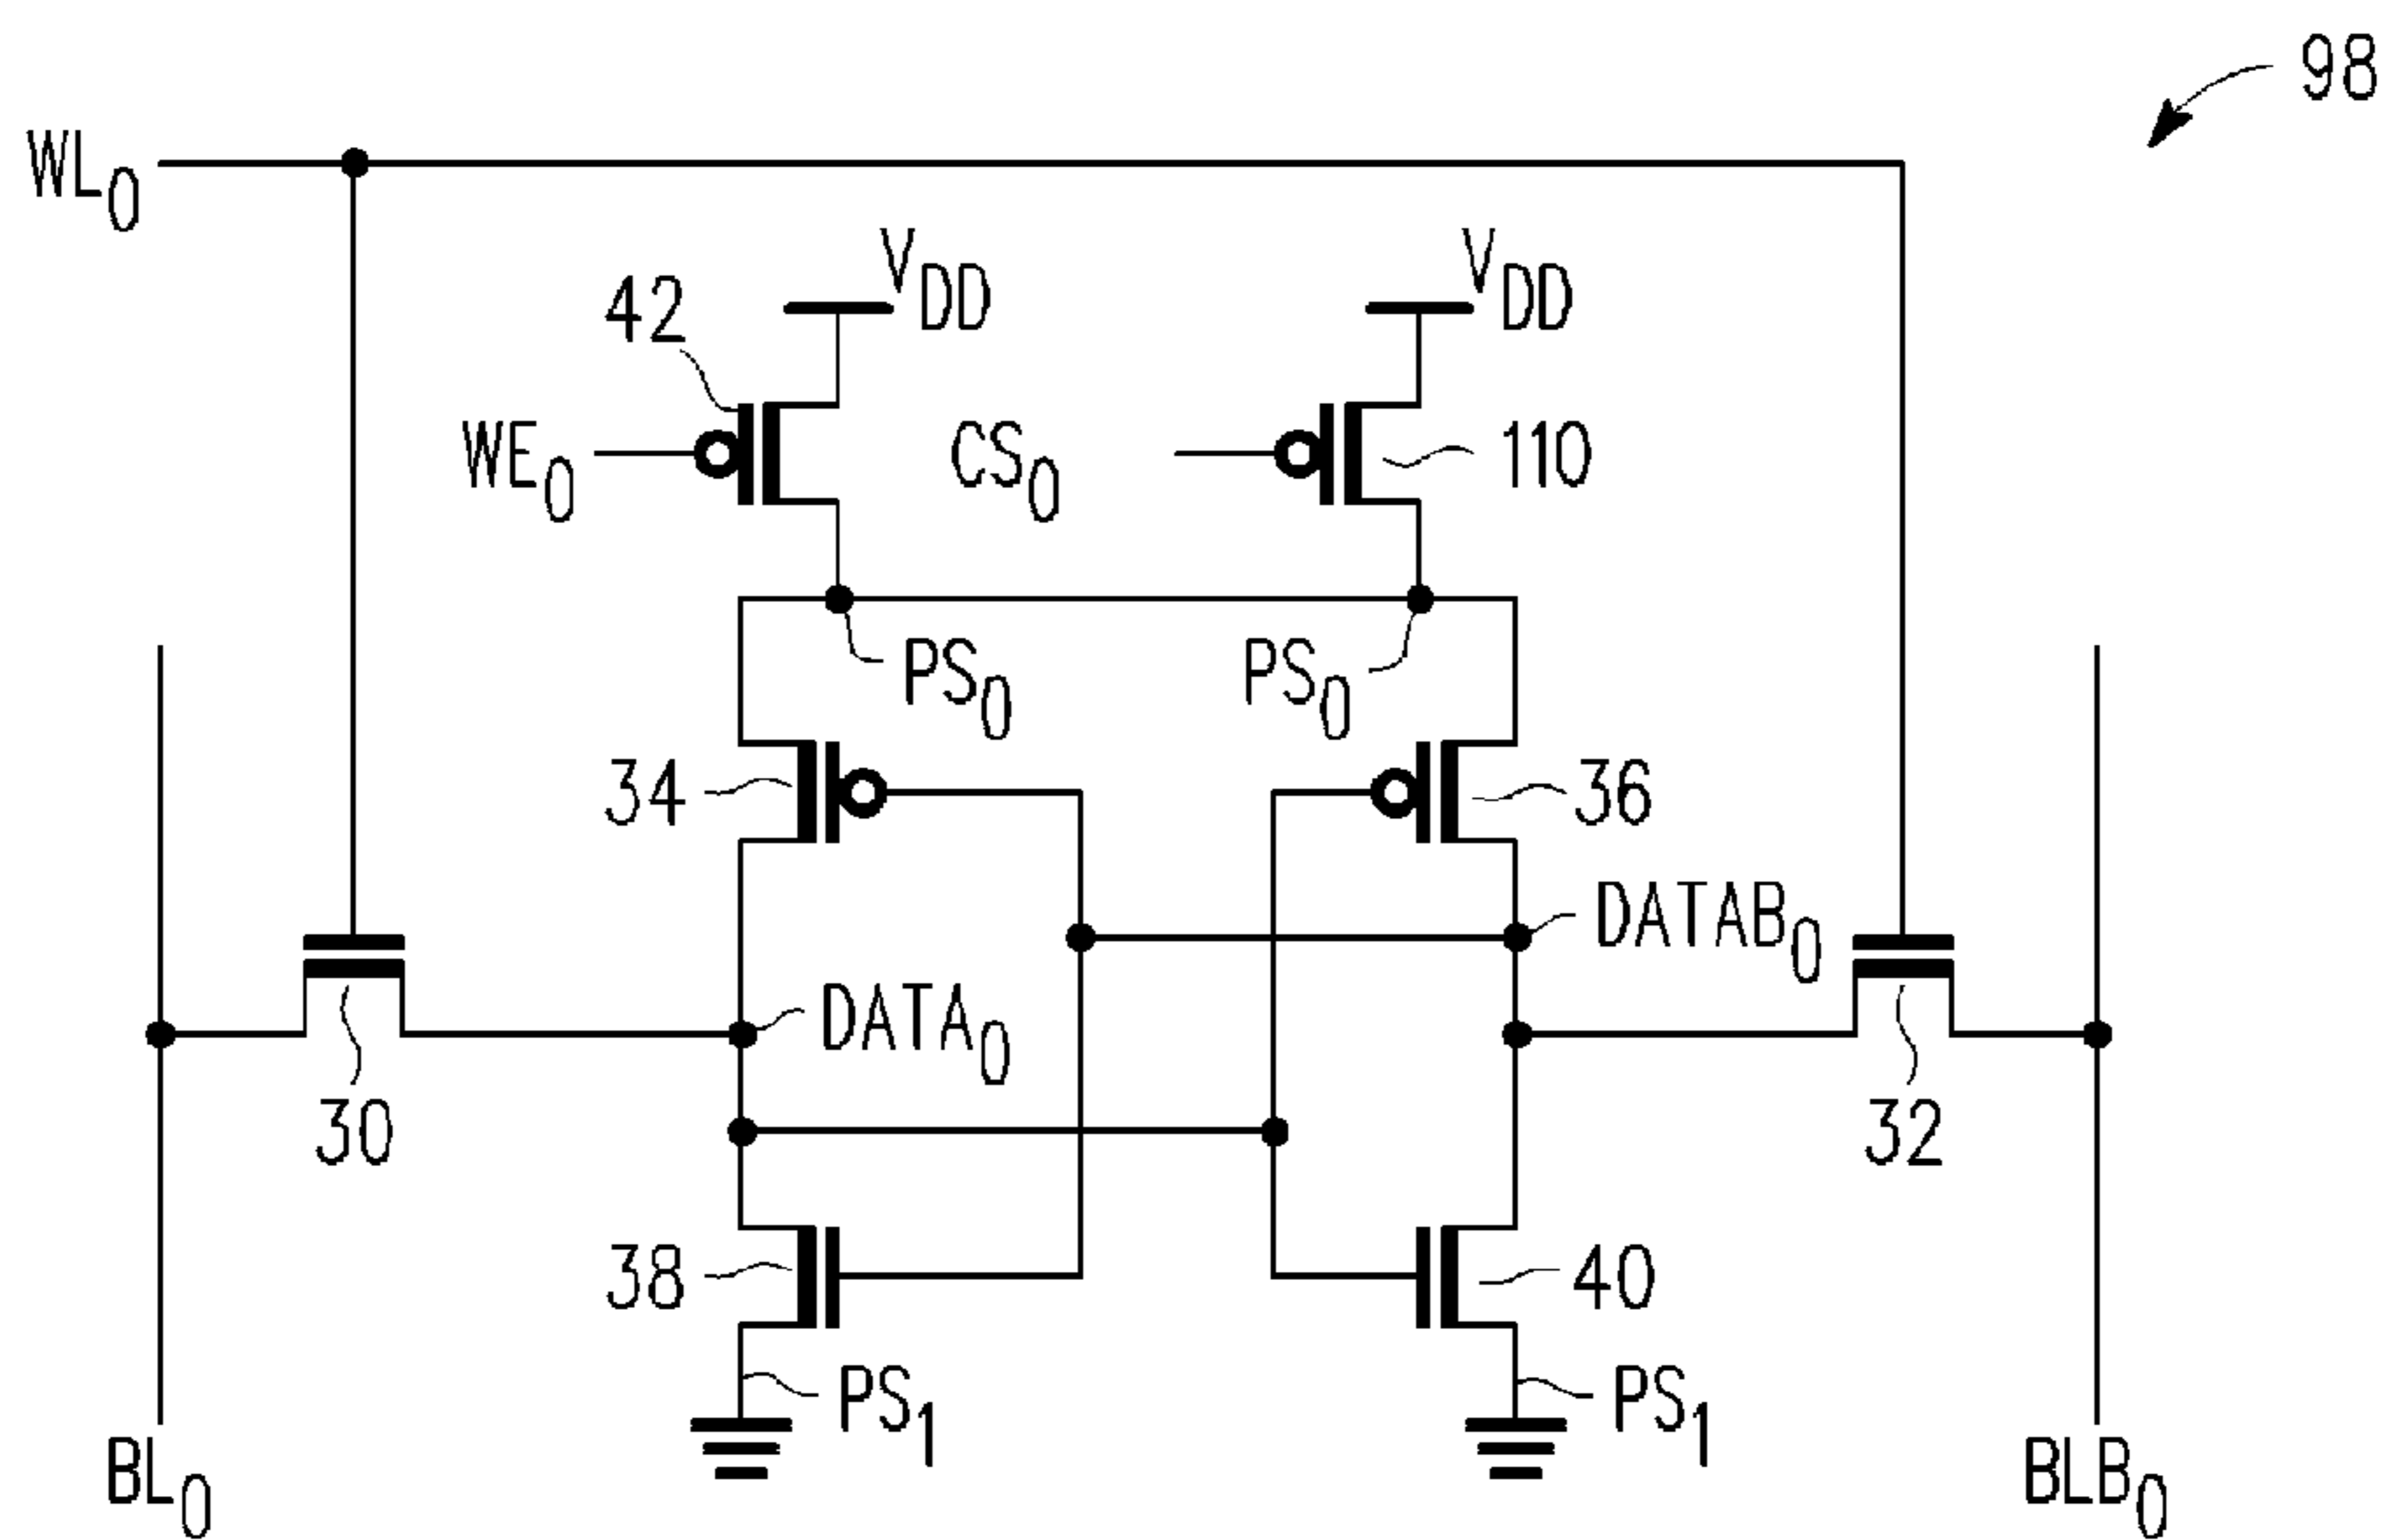 98
WL0
VDD
VDD
42
WE0
CS0
110
PS0
PS0
34
36
DATAB0
DATA0
30
32
38
40
PS1
PS1
BL0
BLB0